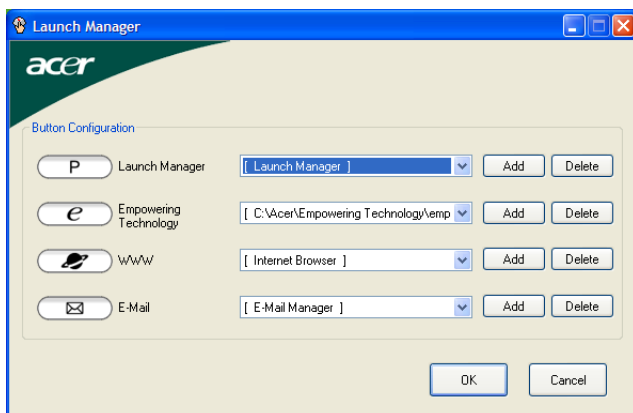 Launch Manager
acer
Button Configuration
P Launch Manager [ Launch Manager ] Add Delete
e Empowering Technology [ C:\Acer\Empowering Technology\emp Add Delete
WWW [ Internet Browser ] Add Delete
E-Mail [ E-Mail Manager ] Add Delete
OK Cancel